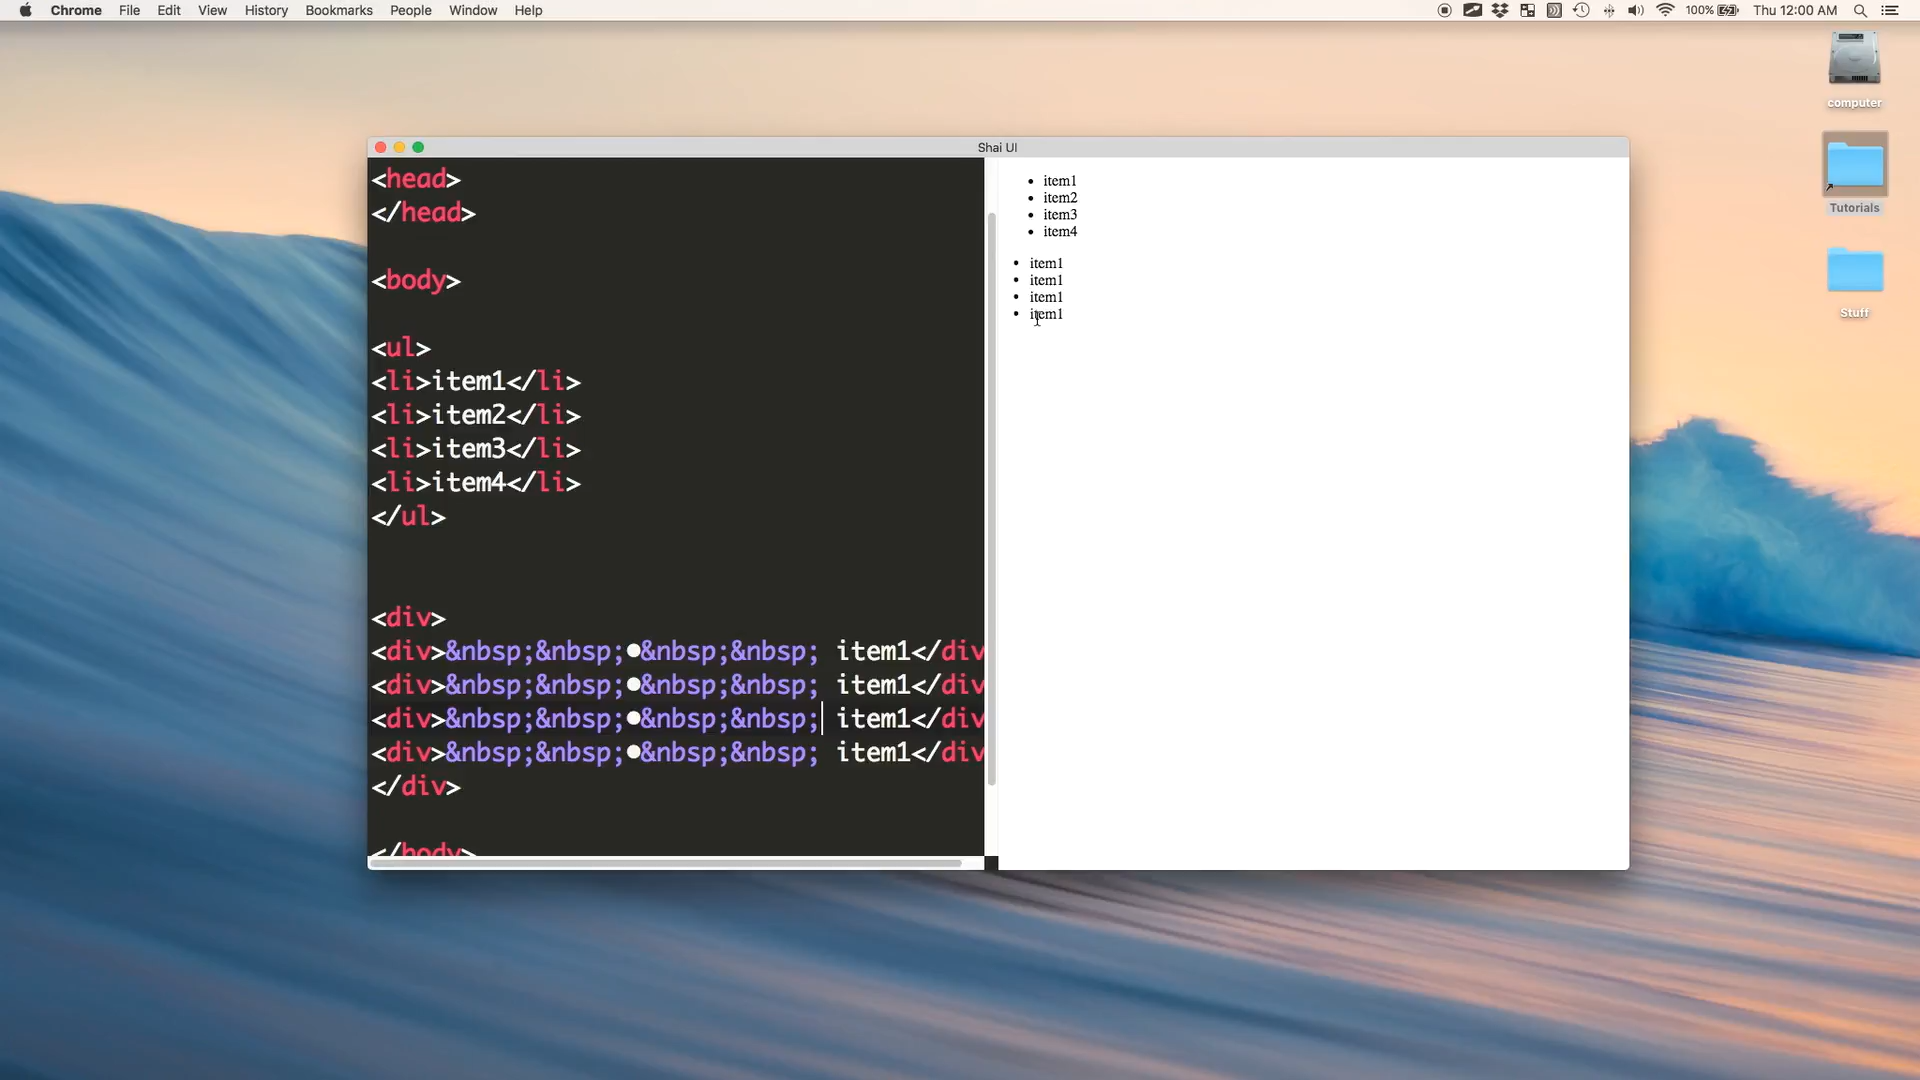 Chrome File Edit View History Bookmarks People Window Help 100% Thu 12:00 AM
computer
Tutorials
Stuff
Shai UI
<head>
</head>
<body>
<ul>
<li>item1</li>
<li>item2</li>
<li>item3</li>
<li>item4</li>
</ul>
<div>
<div>&nbsp;&nbsp;●&nbsp;&nbsp; item1</div
<div>&nbsp;&nbsp;●&nbsp;&nbsp; item1</div
<div>&nbsp;&nbsp;●&nbsp;&nbsp; item1</div
<div>&nbsp;&nbsp;●&nbsp;&nbsp; item1</div
</div>
</body>
• item1
• item2
• item3
• item4
• item1
• item1
• item1
• item1